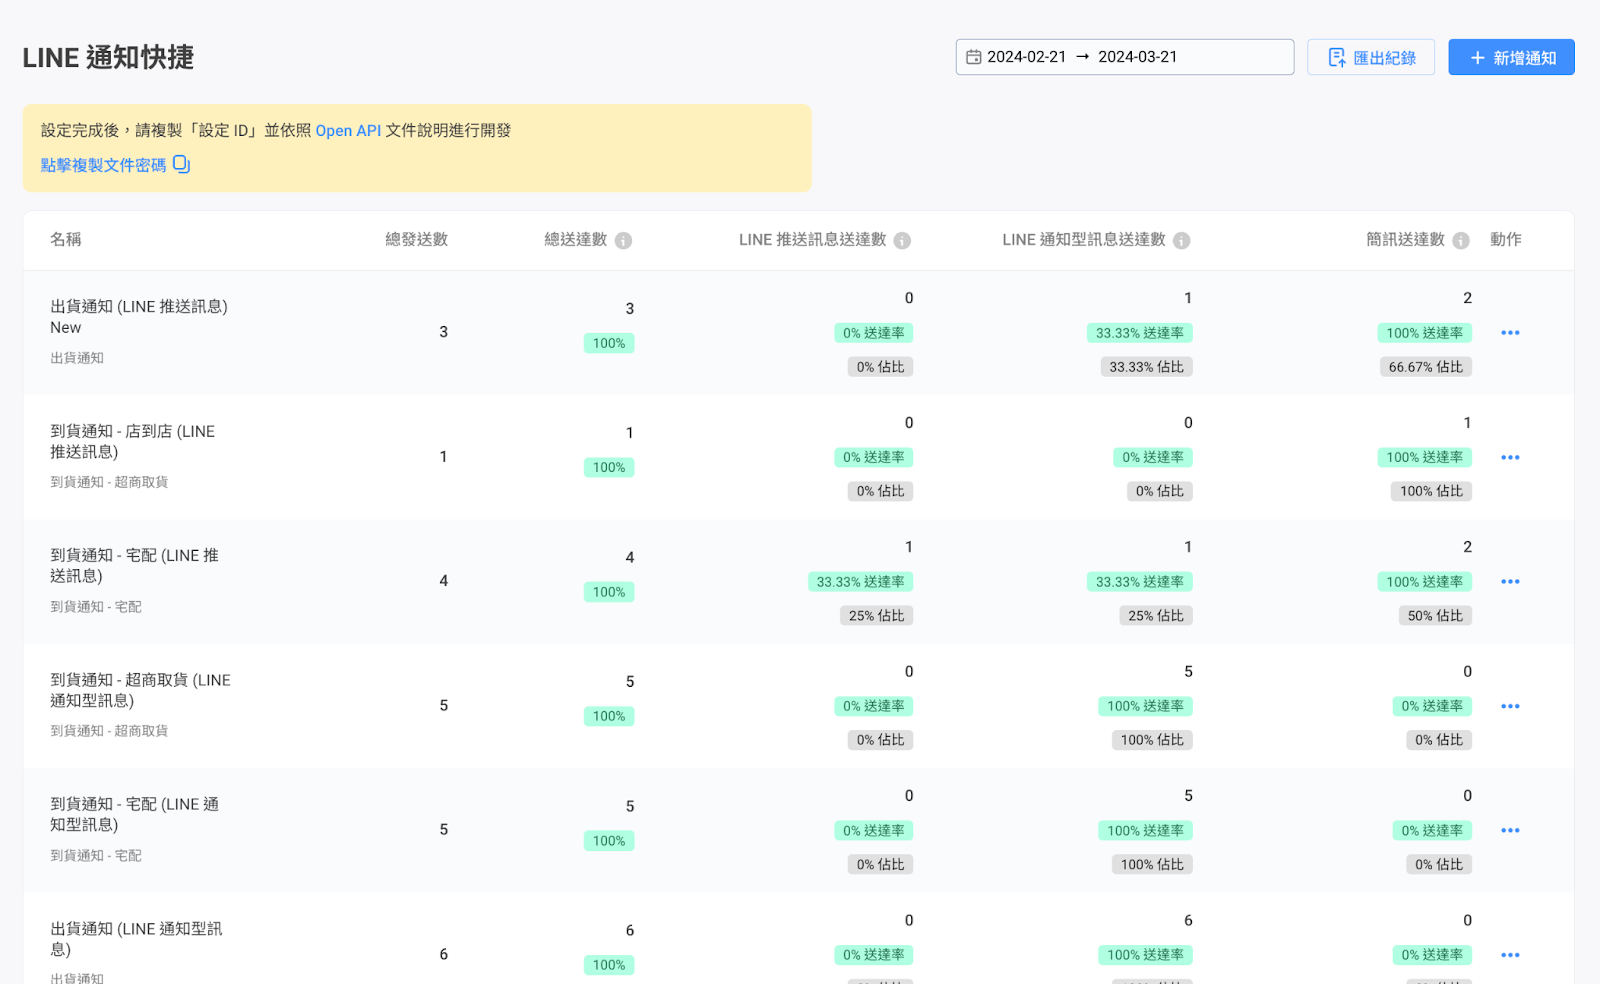 LINE 通知快捷
2024-02-21 → 2024-03-21
匯出紀錄
+ 新增通知
設定完成後，請複製「設定 ID」並依照 Open API 文件說明進行開發
點擊複製文件密碼
名稱 總發送數 總送達數 LINE 推送訊息送達數 LINE 通知型訊息送達數 簡訊送達數 動作
出貨通知 (LINE 推送訊息)
New
出貨通知
3
3
100%
0
0% 送達率
0% 佔比
1
33.33% 送達率
33.33% 佔比
2
100% 送達率
66.67% 佔比
到貨通知 - 店到店 (LINE
推送訊息)
到貨通知 - 超商取貨
1
1
100%
0
0% 送達率
0% 佔比
0
0% 送達率
0% 佔比
1
100% 送達率
100% 佔比
到貨通知 - 宅配 (LINE 推
送訊息)
到貨通知 - 宅配
4
4
100%
1
33.33% 送達率
25% 佔比
1
33.33% 送達率
25% 佔比
2
100% 送達率
50% 佔比
到貨通知 - 超商取貨 (LINE
通知型訊息)
到貨通知 - 超商取貨
5
5
100%
0
0% 送達率
0% 佔比
5
100% 送達率
100% 佔比
0
0% 送達率
0% 佔比
到貨通知 - 宅配 (LINE 通
知型訊息)
到貨通知 - 宅配
5
5
100%
0
0% 送達率
0% 佔比
5
100% 送達率
100% 佔比
0
0% 送達率
0% 佔比
出貨通知 (LINE 通知型訊
息)
出貨通知
6
6
100%
0
0% 送達率
6
100% 送達率
0
0% 送達率